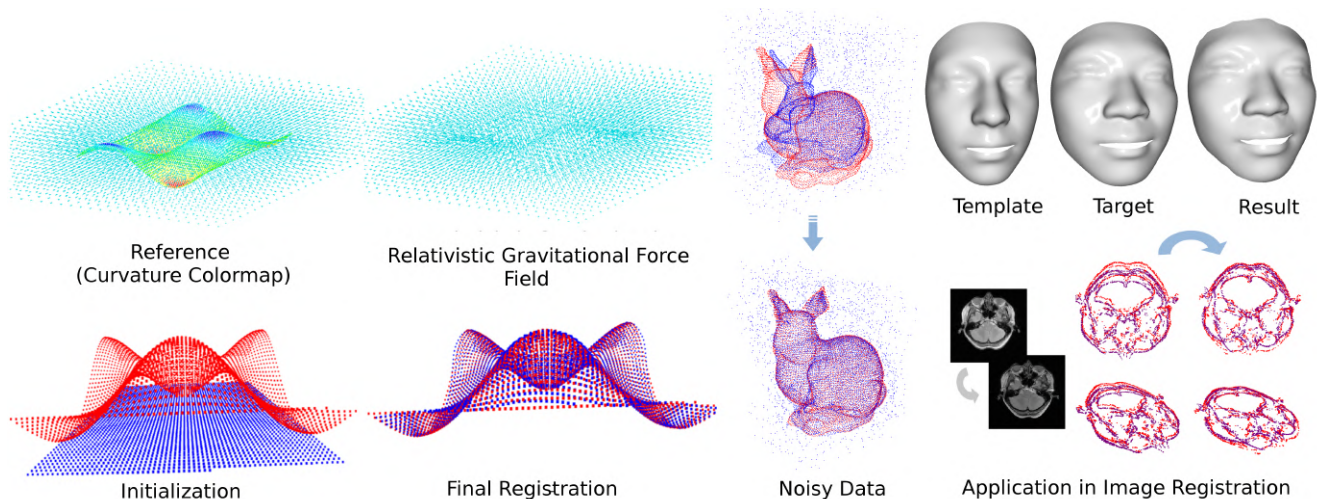 Reference
(Curvature Colormap)
Relativistic Gravitational Force
Field
Template
Target
Result
Initialization
Final Registration
Noisy Data
Application in Image Registration